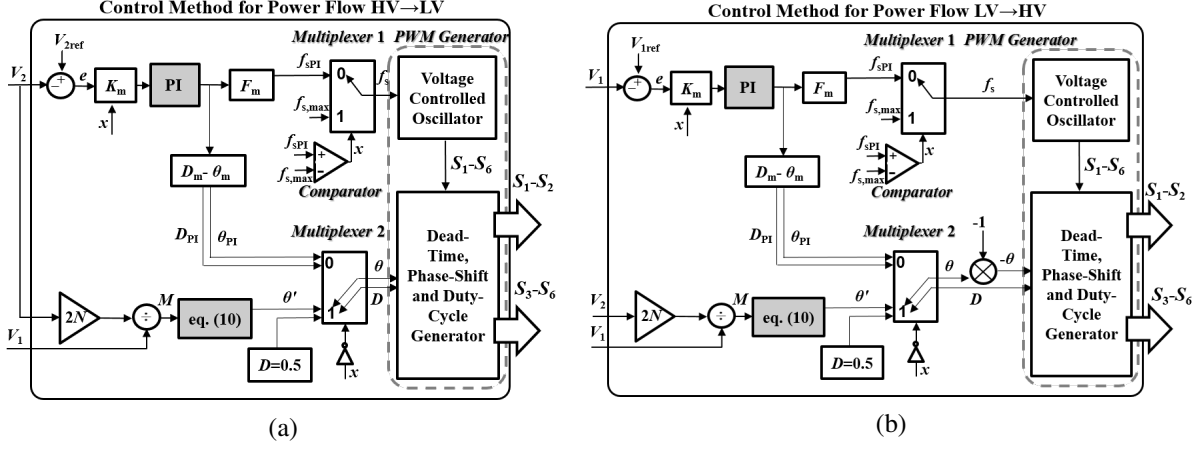 Control Method for Power Flow HV→LV
Multiplexer 1 PWM Generator
V2ref
V2
- +
e
Km
x
PI
Fm
fsPI
fs,max
0
1
fs
x
fsPI
fs,max
+
-
Comparator
Voltage
Controlled
Oscillator
S1-S6
Dm- θm
DPI
θPI
Multiplexer 2
0
1
θ
D
2N
÷
M
eq. (10)
θ'
D=0.5
x
V1
Dead-
Time,
Phase-Shift
and Duty-
Cycle
Generator
S1-S2
S3-S6
(a)
Control Method for Power Flow LV→HV
Multiplexer 1 PWM Generator
V1ref
V1
- +
e
Km
x
PI
Fm
fsPI
fs,max
0
1
fs
x
fsPI
fs,max
+
-
Comparator
Voltage
Controlled
Oscillator
S1-S6
Dm- θm
DPI
θPI
Multiplexer 2
0
1
θ
-1
-θ
D
V2
V1
2N
÷
M
eq. (10)
θ'
D=0.5
x
Dead-
Time,
Phase-Shift
and Duty-
Cycle
Generator
S1-S2
S3-S6
(b)